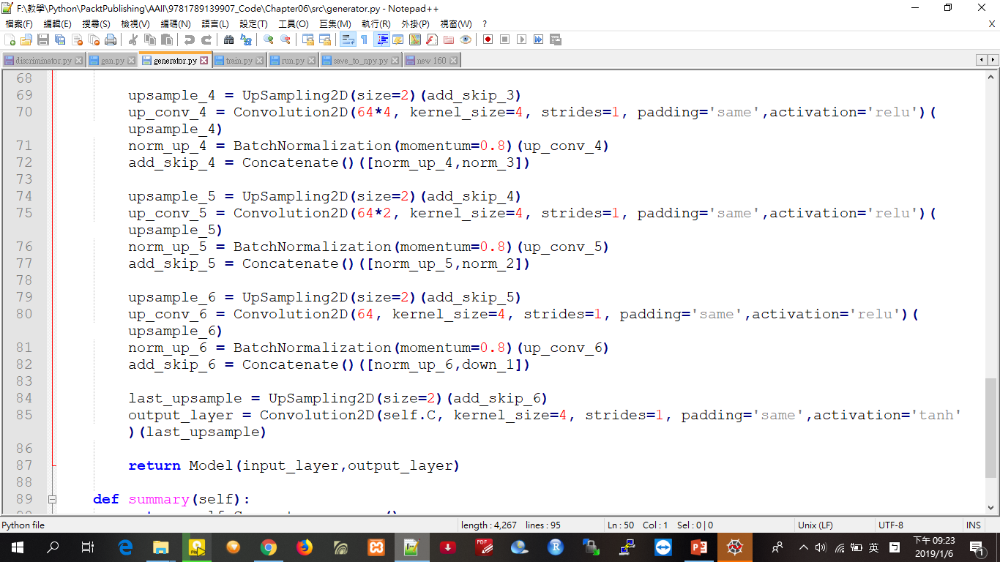 F:\教學\Python\PacktPublishing\AAII\9781789139907_Code\Chapter06\src\generator.py - Notepad++
檔案(F) 編輯(E) 搜尋(S) 檢視(V) 編碼(N) 語言(L) 設定(T) 工具(O) 巨集(M) 執行(R) 外掛(P) 視窗(W) ? X
discriminator.py gan.py generator.py train.py run.py save_to_npy.py new 160
68
69 upsample_4 = UpSampling2D(size=2)(add_skip_3)
70 up_conv_4 = Convolution2D(64*4, kernel_size=4, strides=1, padding='same',activation='relu')(
upsample_4)
71 norm_up_4 = BatchNormalization(momentum=0.8)(up_conv_4)
72 add_skip_4 = Concatenate()([norm_up_4,norm_3])
73
74 upsample_5 = UpSampling2D(size=2)(add_skip_4)
75 up_conv_5 = Convolution2D(64*2, kernel_size=4, strides=1, padding='same',activation='relu')(
upsample_5)
76 norm_up_5 = BatchNormalization(momentum=0.8)(up_conv_5)
77 add_skip_5 = Concatenate()([norm_up_5,norm_2])
78
79 upsample_6 = UpSampling2D(size=2)(add_skip_5)
80 up_conv_6 = Convolution2D(64, kernel_size=4, strides=1, padding='same',activation='relu')(
upsample_6)
81 norm_up_6 = BatchNormalization(momentum=0.8)(up_conv_6)
82 add_skip_6 = Concatenate()([norm_up_6,down_1])
83
84 last_upsample = UpSampling2D(size=2)(add_skip_6)
85 output_layer = Convolution2D(self.C, kernel_size=4, strides=1, padding='same',activation='tanh'
)(last_upsample)
86
87 return Model(input_layer,output_layer)
88
89 def summary(self):
Python file length : 4,267 lines : 95 Ln : 50 Col : 1 Sel : 0 | 0 Unix (LF) UTF-8 INS
英 下午 09:23
2019/1/6